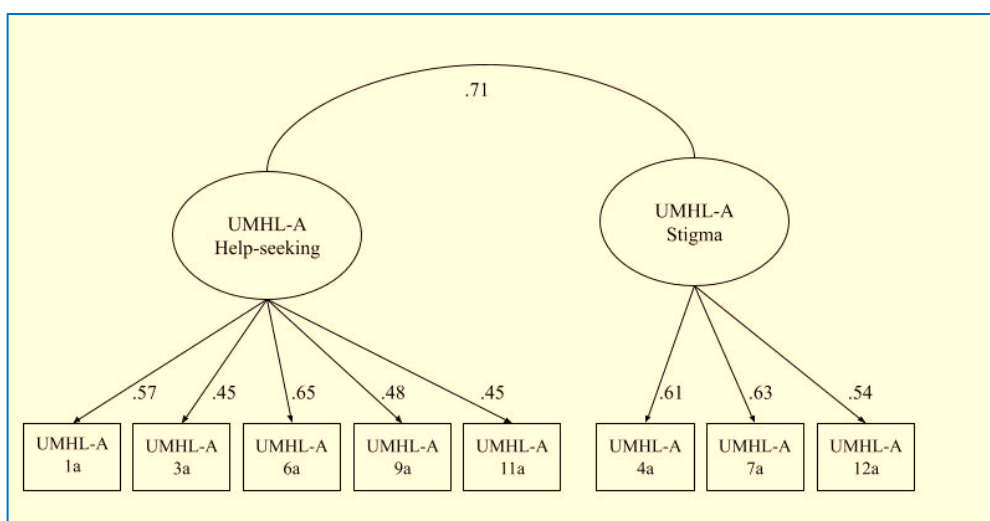 .71
UMHL-A
Help-seeking
UMHL-A
Stigma
.57
.45
.65
.48
.45
.61
.63
.54
UMHL-A
1a
UMHL-A
3a
UMHL-A
6a
UMHL-A
9a
UMHL-A
11a
UMHL-A
4a
UMHL-A
7a
UMHL-A
12a